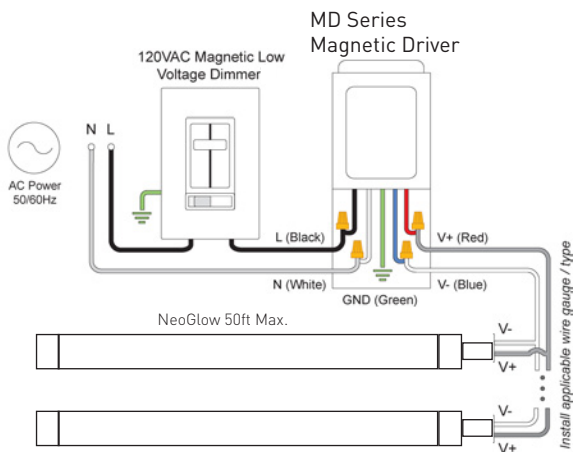 MD Series
Magnetic Driver
120VAC Magnetic Low
Voltage Dimmer
N L
AC Power
50/60Hz
L (Black)
V+ (Red)
N (White)
V- (Blue)
GND (Green)
NeoGlow 50ft Max.
V-
V+
V-
V+
Install applicable wire gauge / type